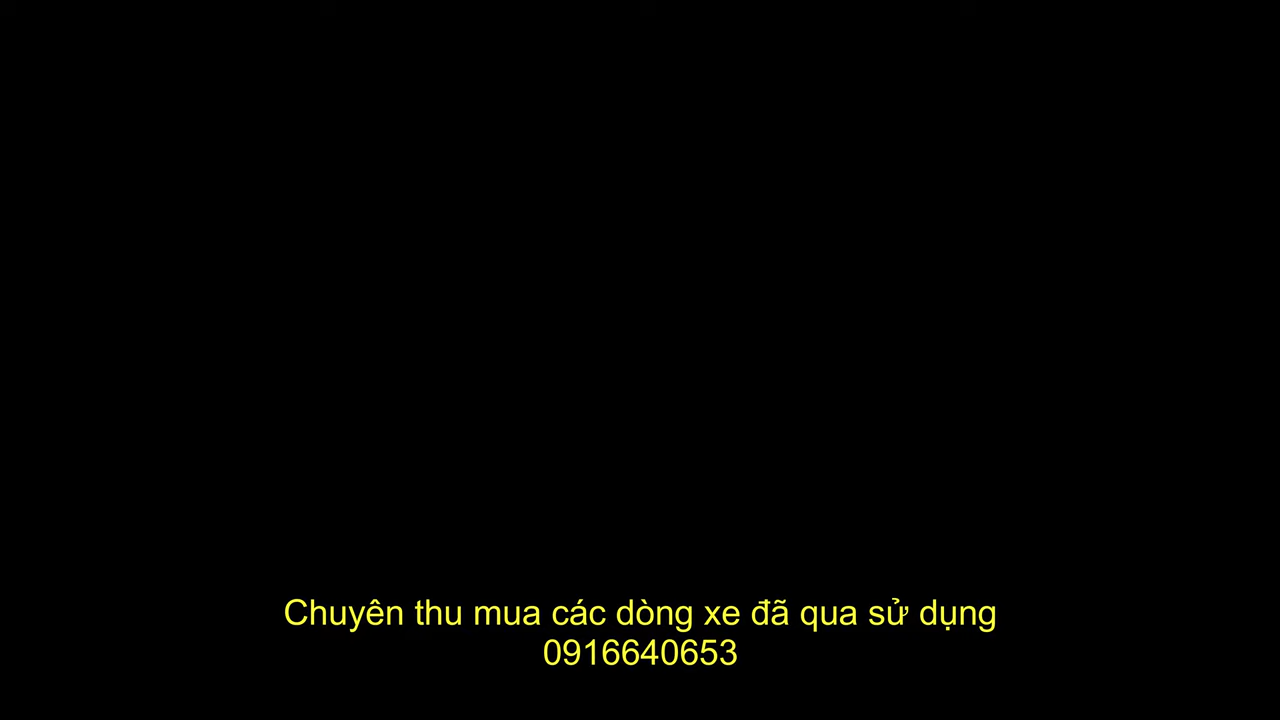 Chuyên thu mua các dòng xe đã qua sử dụng
0916640653